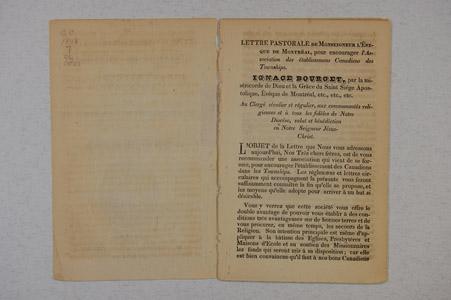 LETTRE PASTORALE DE MONSEIGNEUR L'ÉVÊ-
QUE DE MONTRÉAL, pour encourager l'As-
sociation des établissemens Canadiens des
Townships.
IGNACE BOURGET, par la mi-
séricorde de Dieu et la Grâce du Saint Siége Apos-
tolique, Evêque de Montréal, etc., etc., etc.
Au Clergé séculier et régulier, aux communautés reli-
gieuses et à tous les fidèles de Notre
Diocèse, salut et bénédiction
en Notre Seigneur Jésus-
Christ.
L'OBJET de la Lettre que Nous vous adressons
aujourd'hui, Nos Très chers frères, est de vous
recommander une association qui vient de se for-
mer, pour encourager l'établissement des Canadiens
dans les Townships. Les réglemens et lettres cir-
culaires qui accompagnent la présente vous feront
suffisamment connaître la fin qu'elle se propose, et
les moyens qu'elle adopte pour arriver à un but si
désirable.
Vous y verrez que cette société vous offre le
double avantage de pouvoir vous établir à des con-
ditions très avantageuses sur de bonnes terres et de
vous procurer, en même temps, les secours de la
Religion. Son intention principale est même d'ap-
pliquer à la bâtisse des Eglises, Presbytères et
Maisons d'Ecole et au soutien des Missionnaires
les fonds qui seront mis à sa disposition; car elle
est bien convaincue qu'il faut à nos bons Canadiens